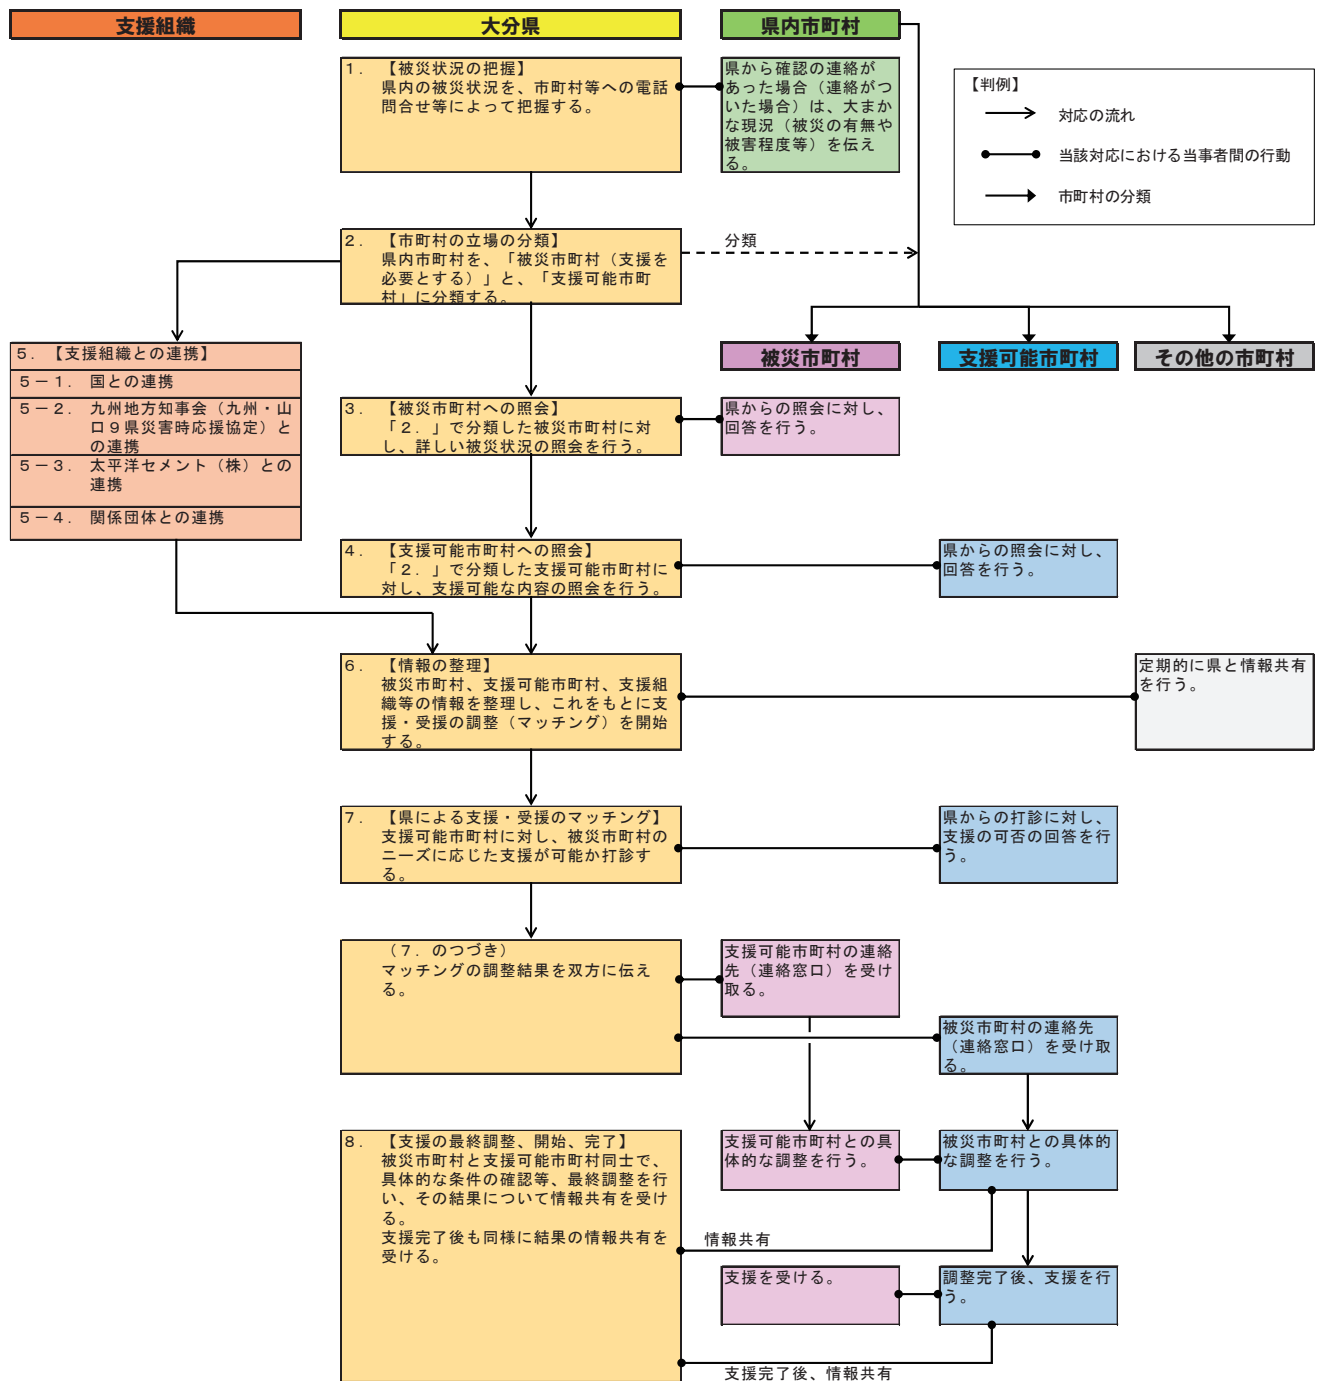 支援組織
大分県
県内市町村
1. 【被災状況の把握】
県内の被災状況を、市町村等への電話
問合せ等によって把握する。
県から確認の連絡が
あった場合（連絡がつ
いた場合）は、大まか
な現況（被災の有無や
被害程度等）を伝え
る。
【判例】
対応の流れ
当該対応における当事者間の行動
市町村の分類
2. 【市町村の立場の分類】
県内市町村を、「被災市町村（支援を
必要とする）」と、「支援可能市町
村」に分類する。
分類
被災市町村
支援可能市町村
その他の市町村
5. 【支援組織との連携】
5－1. 国との連携
5－2. 九州地方知事会（九州・山
口９県災害時応援協定）と
の連携
5－3. 太平洋セメント（株）との
連携
5－4. 関係団体との連携
3. 【被災市町村への照会】
「２．」で分類した被災市町村に対
し、詳しい被災状況の照会を行う。
県からの照会に対し、
回答を行う。
4. 【支援可能市町村への照会】
「２．」で分類した支援可能市町村に
対し、支援可能な内容の照会を行う。
県からの照会に対し、
回答を行う。
6. 【情報の整理】
被災市町村、支援可能市町村、支援組
織等の情報を整理し、これをもとに支
援・受援の調整（マッチング）を開始
する。
定期的に県と情報共有
を行う。
7. 【県による支援・受援のマッチング】
支援可能市町村に対し、被災市町村の
ニーズに応じた支援が可能か打診す
る。
県からの打診に対し、
支援の可否の回答を行
う。
（７．のつづき）
マッチングの調整結果を双方に伝え
る。
支援可能市町村の連絡
先（連絡窓口）を受け
取る。
被災市町村の連絡先
（連絡窓口）を受け取
る。
8. 【支援の最終調整、開始、完了】
被災市町村と支援可能市町村同士で、
具体的な条件の確認等、最終調整を行
い、その結果について情報共有を受け
る。
支援完了後も同様に結果の情報共有を
受ける。
支援可能市町村との具
体的な調整を行う。
被災市町村との具体的
な調整を行う。
情報共有
支援を受ける。
調整完了後、支援を行
う。
支援完了後、情報共有